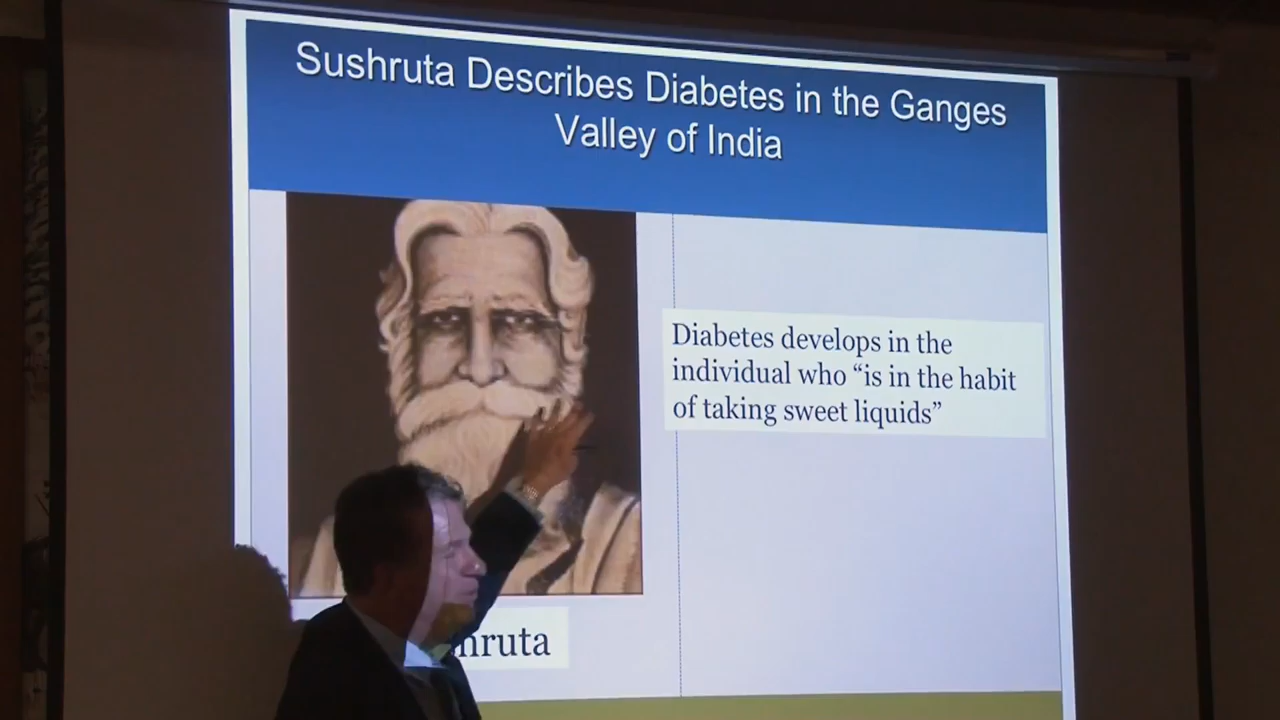 Sushruta Describes Diabetes in the Ganges
Valley of India
Diabetes develops in the
individual who “is in the habit
of taking sweet liquids”